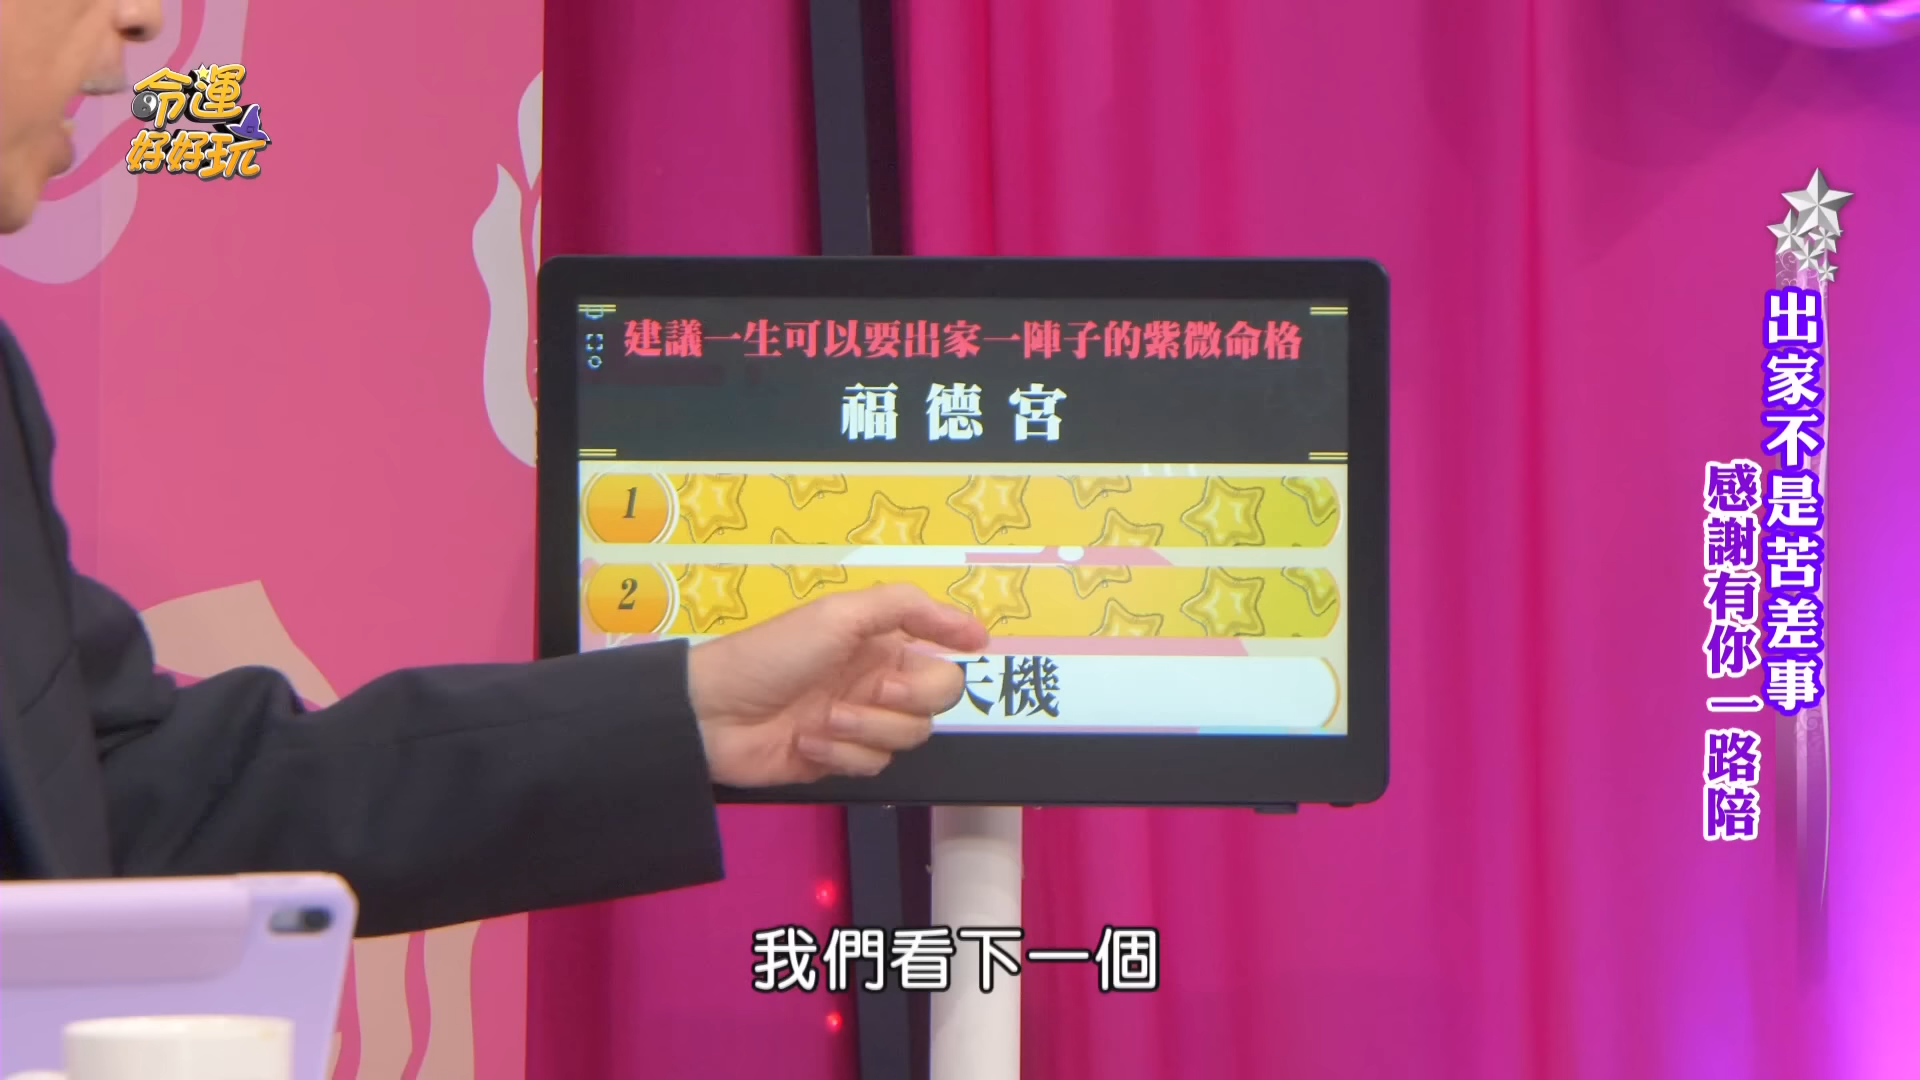 命運
好好玩
建議一生可以要出家一陣子的紫微命格
福德宮
1
2
天機
出家不是苦差事
感謝有你 一路陪
我們看下一個